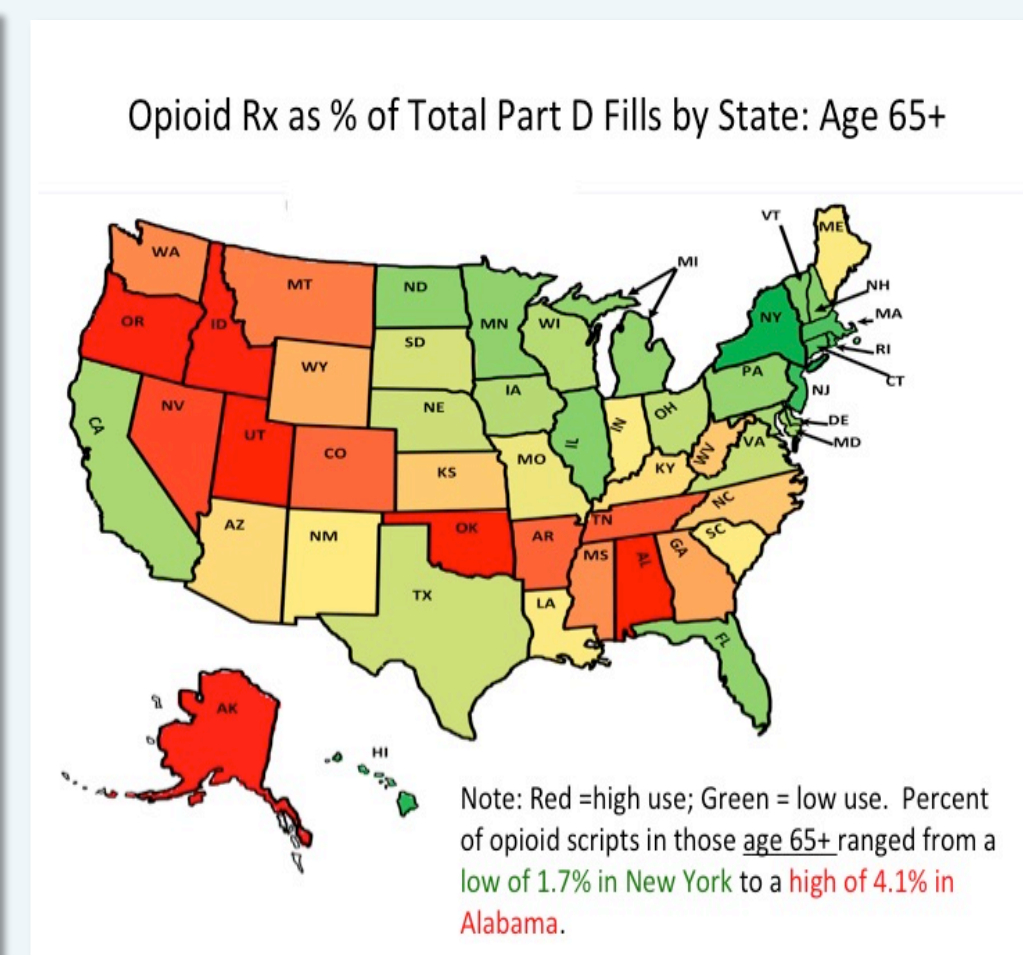 Opioid Rx as % of Total Part D Fills by State: Age 65+
VT
ME
WA
MI
MT
ND
NH
MN
MA
OR
ID
WI
NY
SD
RI
WY
PA
CT
IA
NJ
CA
NV
NE
OH
DE
UT
IL
IN
MD
CO
VA
WV
MO
KS
KY
NC
AZ
OK
TN
SC
NM
AR
MS
AL
GA
TX
LA
FL
AK
HI
Note: Red =high use; Green = low use. Percent
of opioid scripts in those age 65+ ranged from a
low of 1.7% in New York to a high of 4.1% in
Alabama.